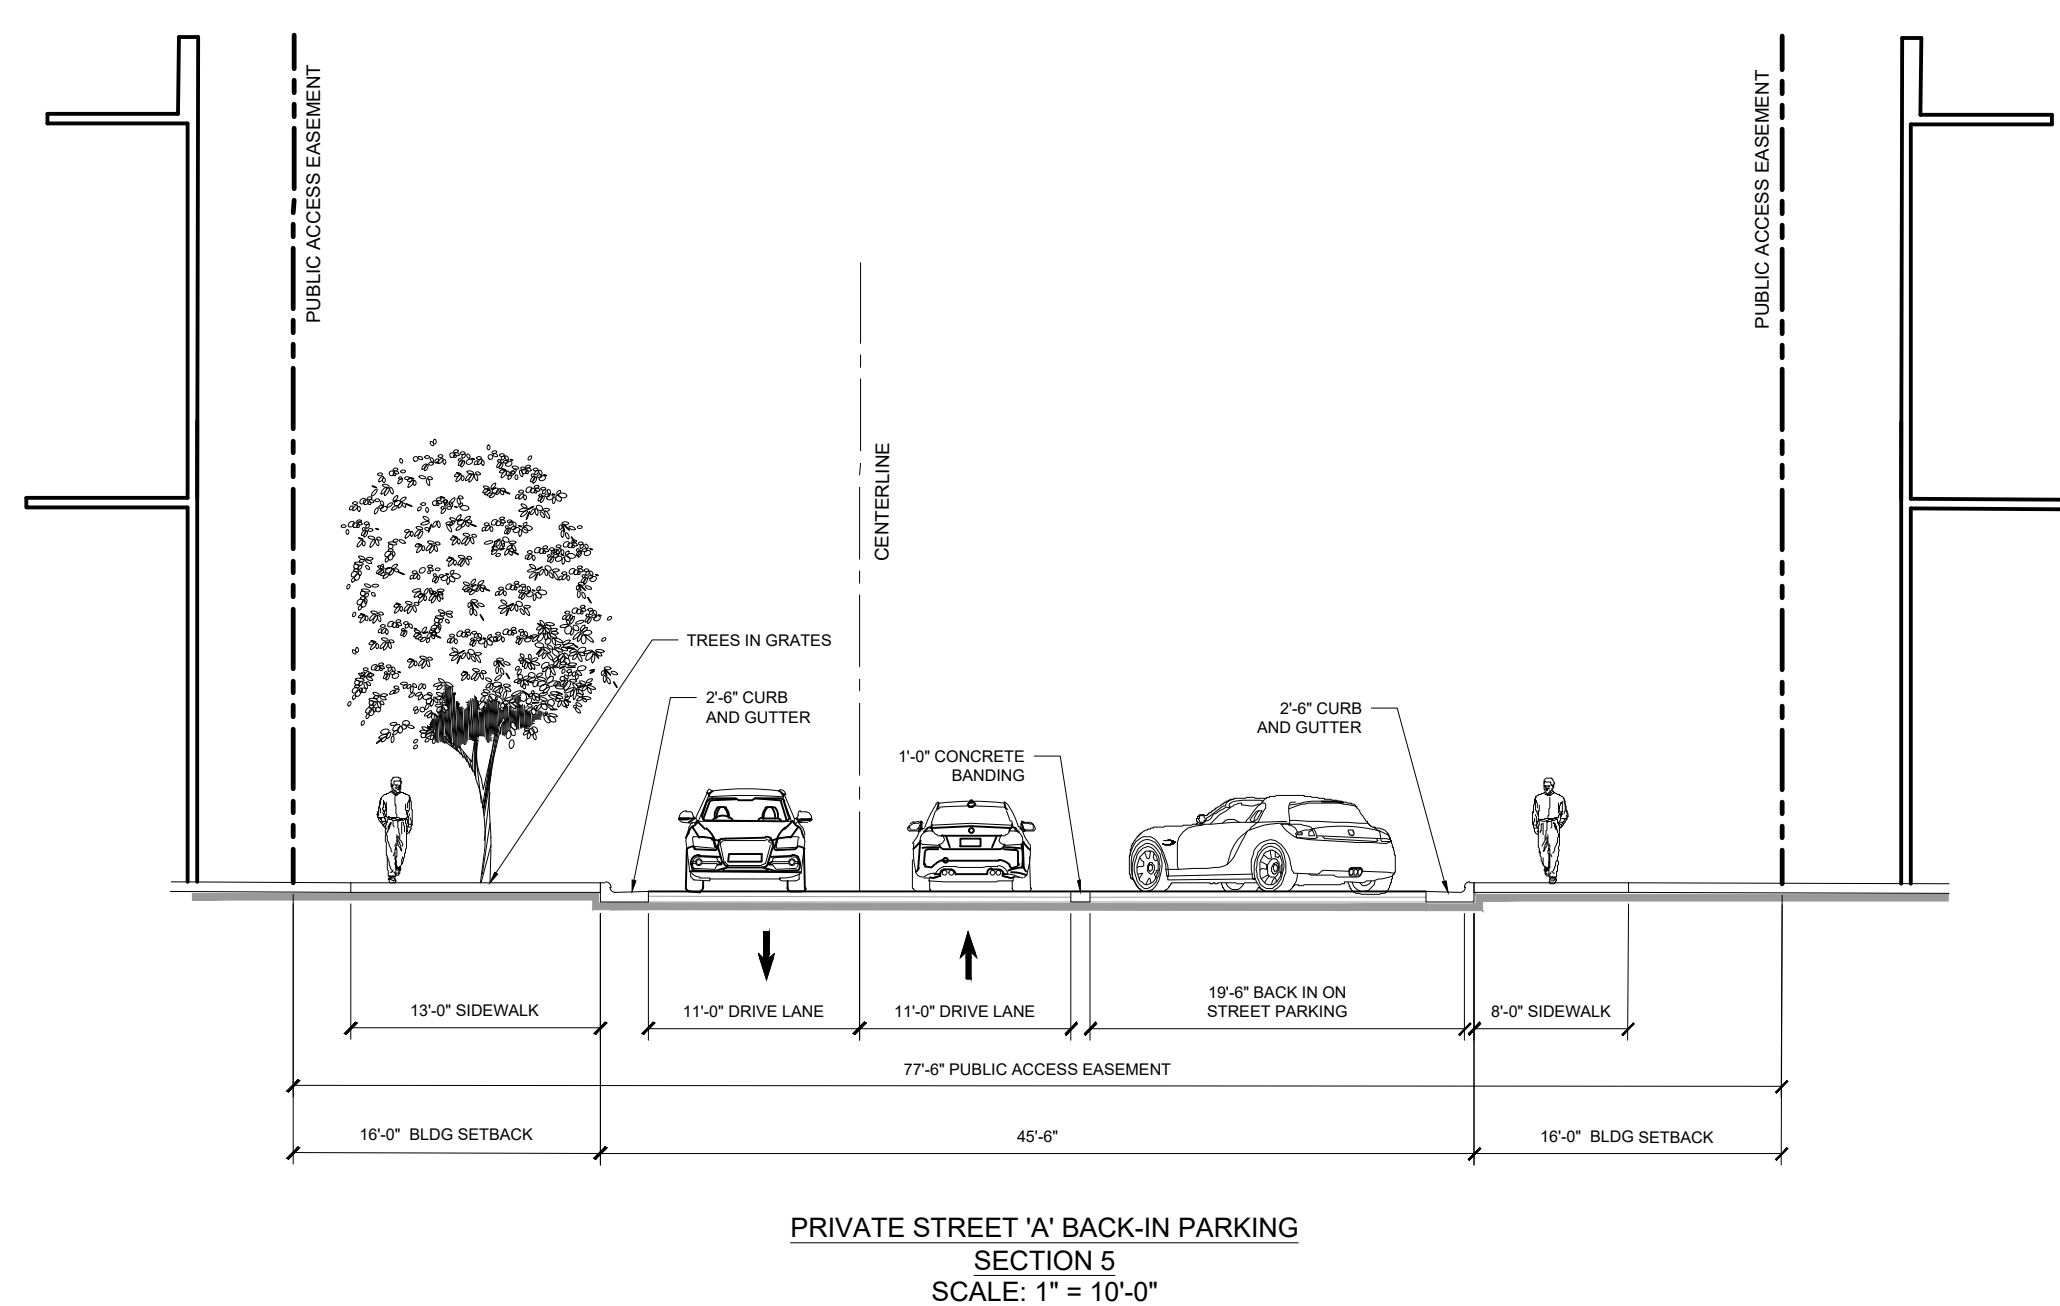 PUBLIC ACCESS EASEMENT
PUBLIC ACCESS EASEMENT
CENTERLINE
TREES IN GRATES
2'-6" CURB
AND GUTTER
2'-6" CURB
AND GUTTER
1'-0" CONCRETE
BANDING
13'-0" SIDEWALK
11'-0" DRIVE LANE
11'-0" DRIVE LANE
19'-6" BACK IN ON
STREET PARKING
8'-0" SIDEWALK
77'-6" PUBLIC ACCESS EASEMENT
16'-0" BLDG SETBACK
45'-6"
16'-0" BLDG SETBACK
PRIVATE STREET 'A' BACK-IN PARKING
SECTION 5
SCALE: 1" = 10'-0"